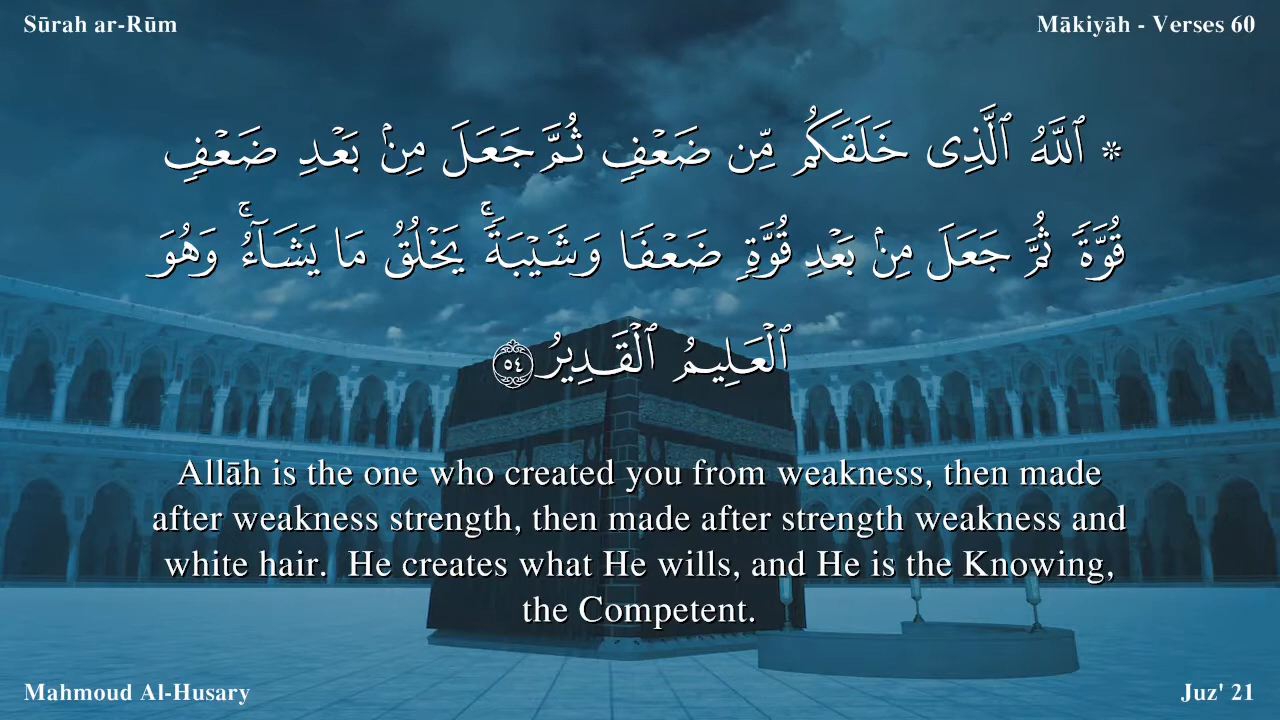 Sūrah ar-Rūm
Mākiyāh - Verses 60
۞ ٱللَّهُ ٱلَّذِى خَلَقَكُم مِّن ضَعْفٍ ثُمَّ جَعَلَ مِنۢ بَعْدِ ضَعْفٍ
قُوَّةً ثُمَّ جَعَلَ مِنۢ بَعْدِ قُوَّةٍ ضَعْفًا وَشَيْبَةً ۚ يَخْلُقُ مَا يَشَآءُ ۚ وَهُوَ
ٱلْعَلِيمُ ٱلْقَدِيرُ ٥٤
Allāh is the one who created you from weakness, then made
after weakness strength, then made after strength weakness and
white hair.  He creates what He wills, and He is the Knowing,
the Competent.
Mahmoud Al-Husary
Juz' 21